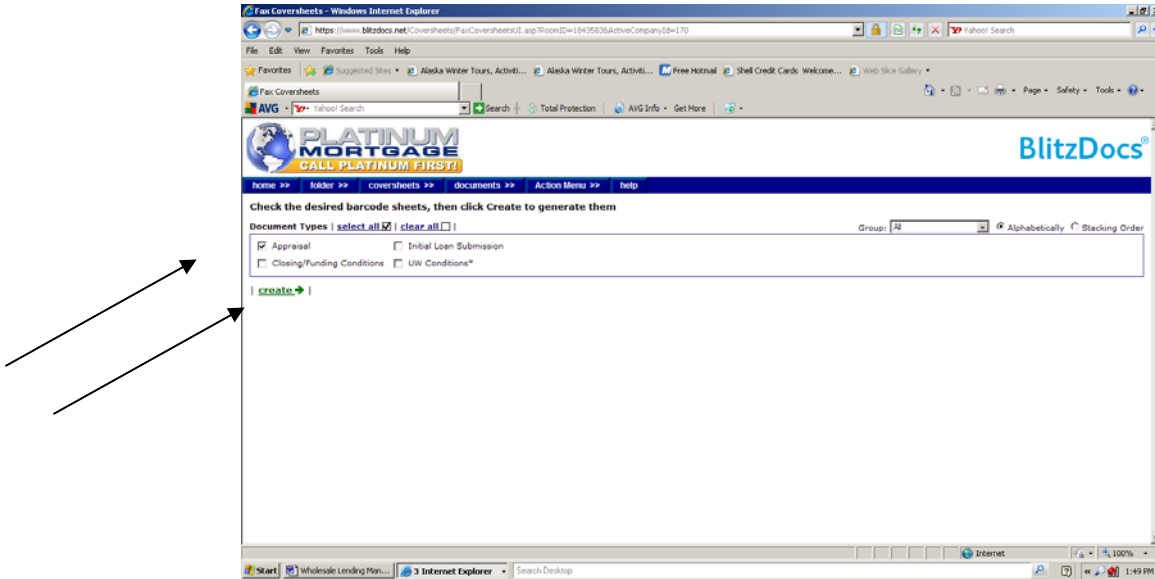 Fax Coversheets - Windows Internet Explorer
https://www.blitzdocs.net/Coversheets/FaxCoversheetsUI.asp?RoomID=18435838&ActiveCompanyId=170
Yahoo! Search
File Edit View Favorites Tools Help
Favorites Suggested Sites Alaska Winter Tours, Activiti... Alaska Winter Tours, Activiti... Free Hotmail Shell Credit Cards Welcome... Web Slice Gallery
Fax Coversheets Page Safety Tools
AVG Yahoo! Search Search Total Protection AVG Info Get More
PLATINUM
MORTGAGE
CALL PLATINUM FIRST!
BlitzDocs®
home >> folder >> coversheets >> documents >> Action Menu >> help
Check the desired barcode sheets, then click Create to generate them
Document Types | select all | clear all | Group: All Alphabetically Stacking Order
Appraisal Initial Loan Submission
Closing/Funding Conditions UW Conditions*
| create |
Internet 100%
Start Wholesale Lending Man... 3 Internet Explorer Search Desktop 1:49 PM